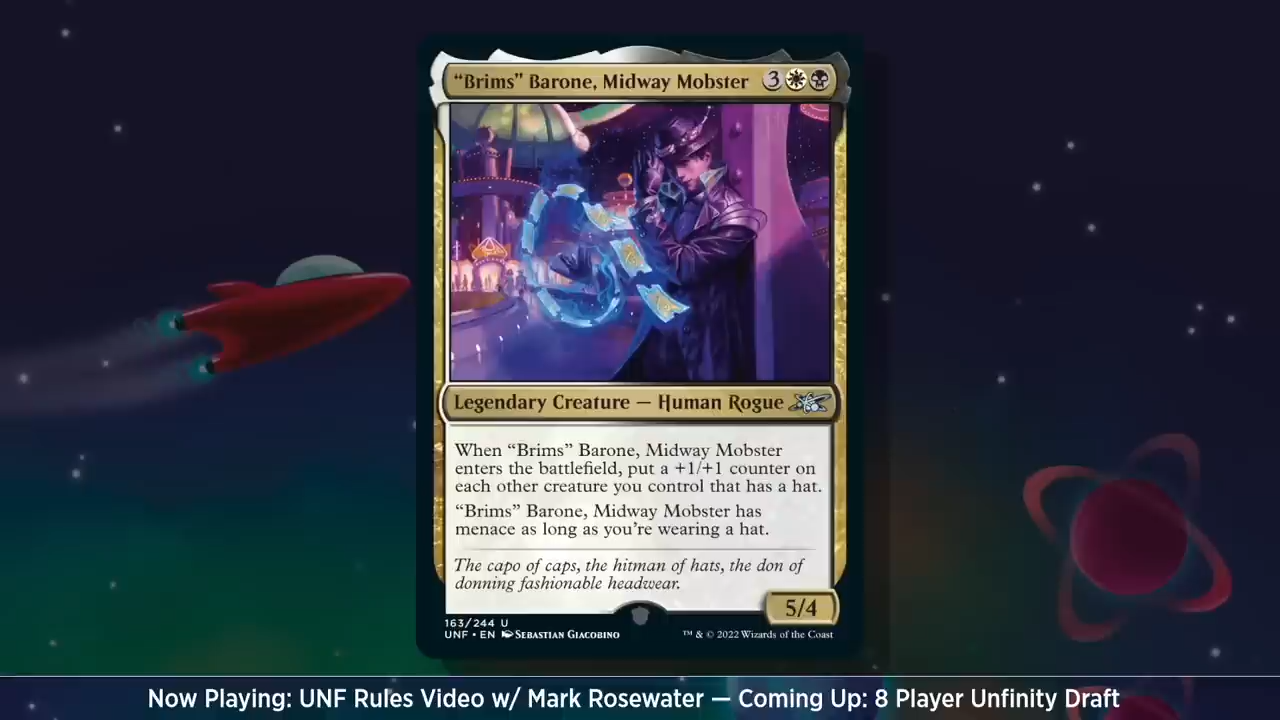 “Brims” Barone, Midway Mobster 3
Legendary Creature — Human Rogue
When “Brims” Barone, Midway Mobster
enters the battlefield, put a +1/+1 counter on
each other creature you control that has a hat.
“Brims” Barone, Midway Mobster has
menace as long as you’re wearing a hat.
The capo of caps, the hitman of hats, the don of
donning fashionable headwear.
5/4
163/244 U
UNF • EN Sebastian Giacobino
™ & © 2022 Wizards of the Coast
Now Playing: UNF Rules Video w/ Mark Rosewater — Coming Up: 8 Player Unfinity Draft